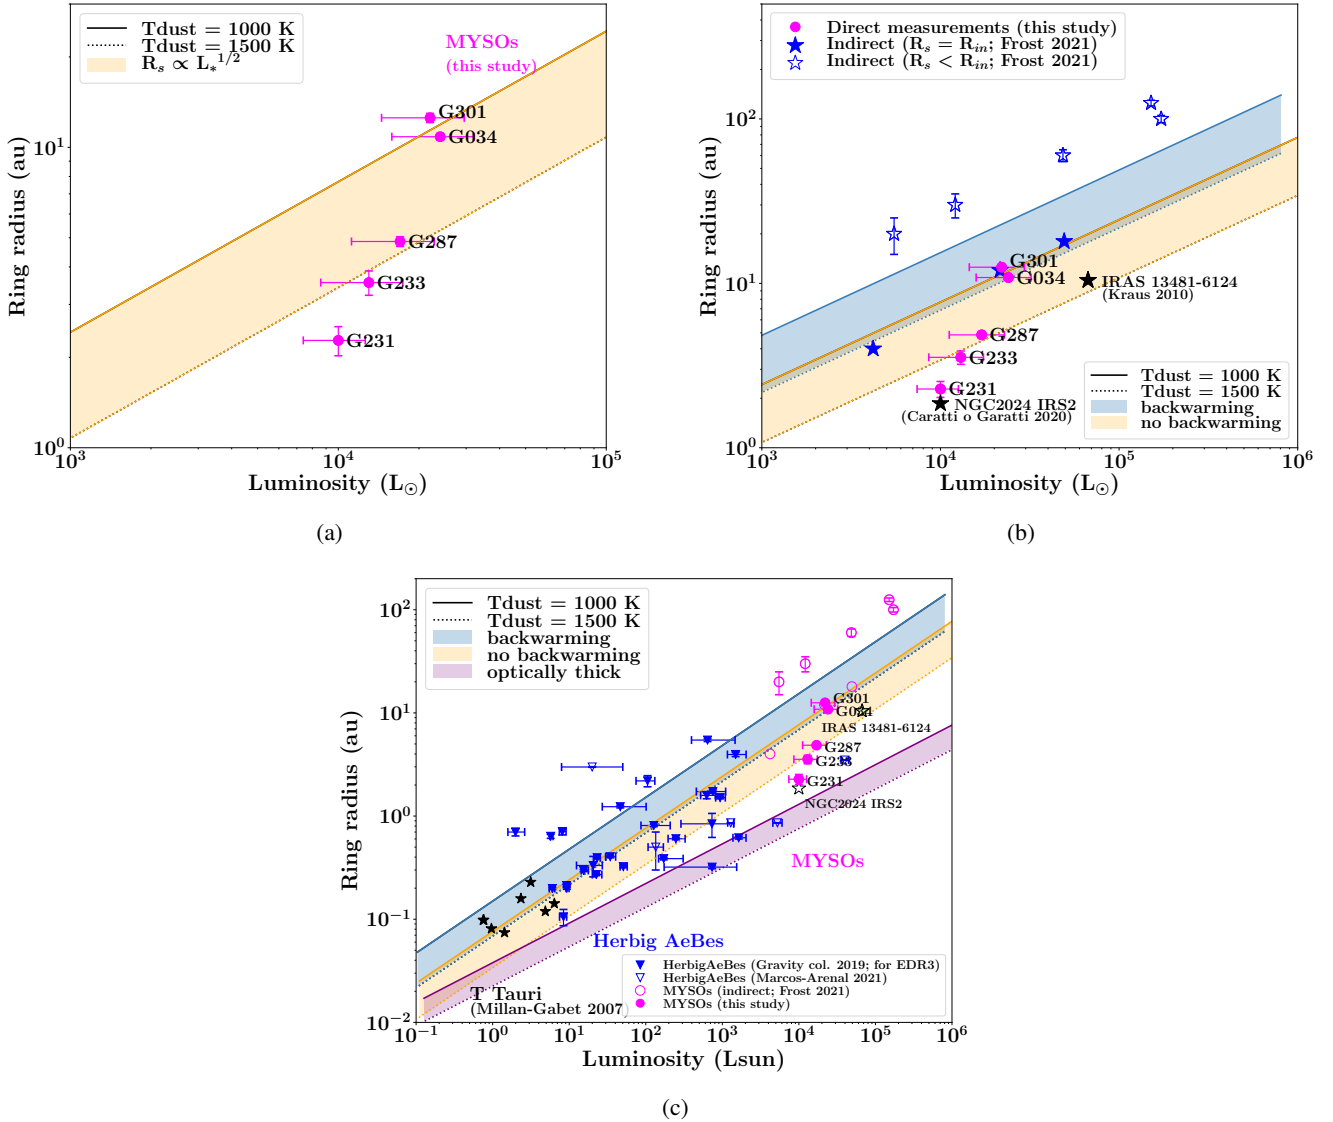 Tdust = 1000 K
Tdust = 1500 K
R_s ∝ L_*^{1/2}
MYSOs
(this study)
G301
G034
G287
G233
G231
10^1
10^0
10^3
10^4
10^5
Ring radius (au)
Luminosity (L_⊙)
(a)
Direct measurements (this study)
Indirect (R_s = R_in; Frost 2021)
Indirect (R_s < R_in; Frost 2021)
10^2
10^1
10^0
G301
G034
IRAS 13481-6124
(Kraus 2010)
G287
G233
G231
NGC2024 IRS2
(Caratti o Garatti 2020)
Tdust = 1000 K
Tdust = 1500 K
backwarming
no backwarming
10^3
10^4
10^5
10^6
Ring radius (au)
Luminosity (L_⊙)
(b)
Tdust = 1000 K
Tdust = 1500 K
backwarming
no backwarming
optically thick
10^2
10^1
10^0
10^−1
10^−2
G301
G034
IRAS 13481-6124
G287
G233
G231
NGC2024 IRS2
MYSOs
Herbig AeBes
T Tauri
(Millan-Gabet 2007)
HerbigAeBes (Gravity col. 2019; for EDR3)
HerbigAeBes (Marcos-Arenal 2021)
MYSOs (indirect; Frost 2021)
MYSOs (this study)
10^−1
10^0
10^1
10^2
10^3
10^4
10^5
10^6
Ring radius (au)
Luminosity (Lsun)
(c)